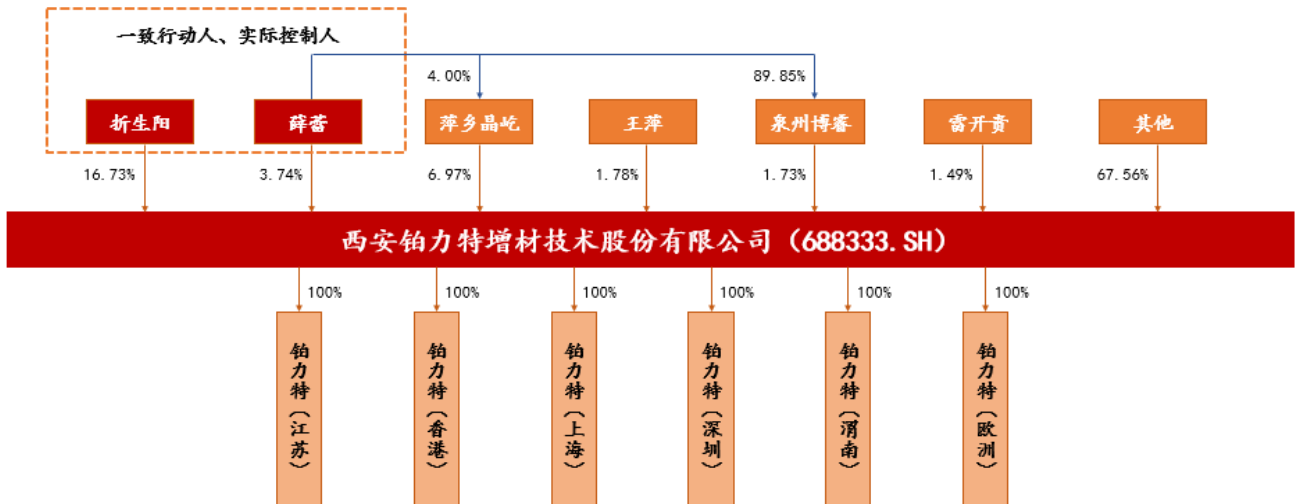 一致行动人、实际控制人
4.00%
89.85%
折生阳
薛蕾
萍乡晶屹
王萍
泉州博睿
雷开贵
其他
16.73%
3.74%
6.97%
1.78%
1.73%
1.49%
67.56%
西安铂力特增材技术股份有限公司（688333.SH）
100%
100%
100%
100%
100%
100%
铂力特（江苏）
铂力特（香港）
铂力特（上海）
铂力特（深圳）
铂力特（渭南）
铂力特（欧洲）